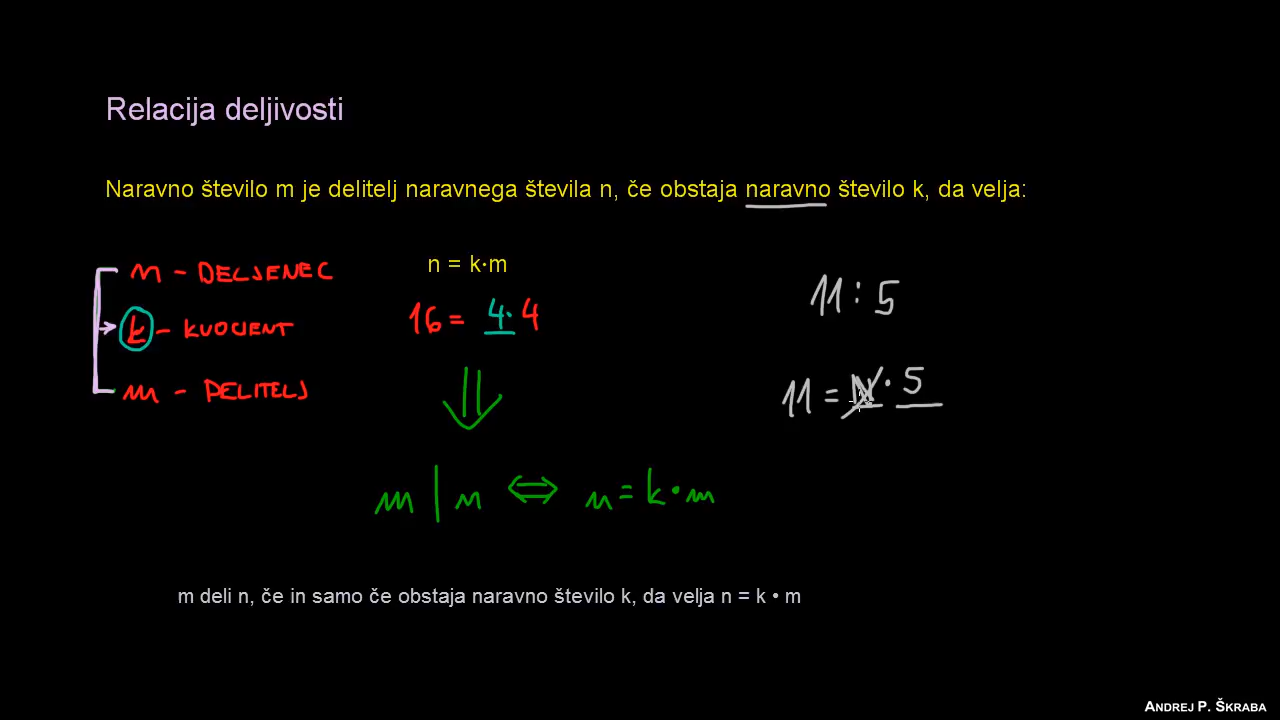 Relacija deljivosti
Naravno število m je delitelj naravnega števila n, če obstaja naravno število k, da velja:
n = k·m
n - DELJENEC
k - KVOCIENT
m - DELITELJ
16 = 4·4
11 : 5
11 = N · 5
m | n ⇔ n = k·m
m deli n, če in samo če obstaja naravno število k, da velja n = k • m
ANDREJ P. ŠKRABA